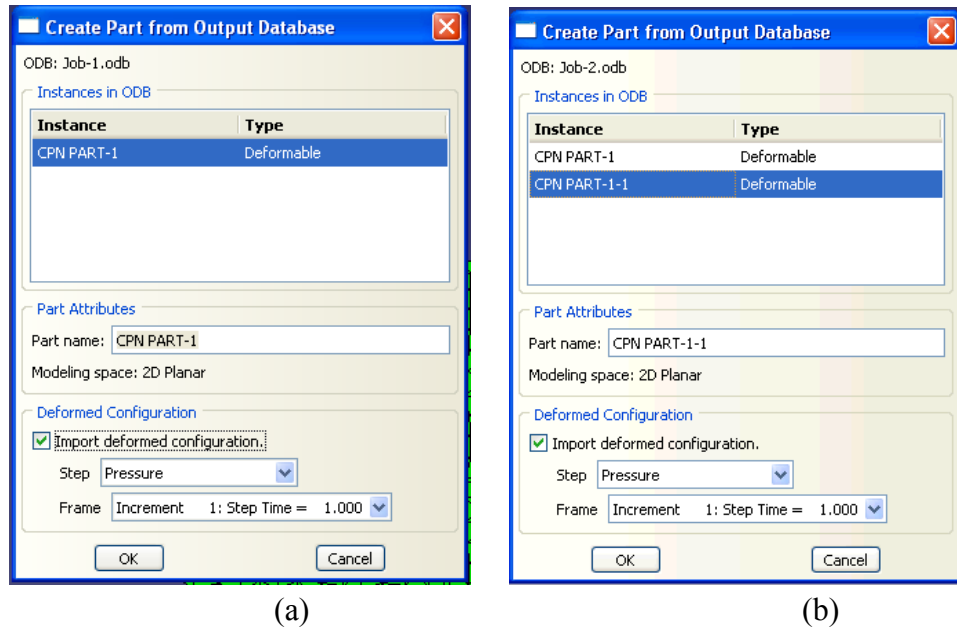 Create Part from Output Database
ODB: Job-1.odb
Instances in ODB
Instance Type
CPN PART-1 Deformable
Part Attributes
Part name: CPN PART-1
Modeling space: 2D Planar
Deformed Configuration
Import deformed configuration.
Step Pressure
Frame Increment 1: Step Time = 1.000
OK Cancel
(a)
Create Part from Output Database
ODB: Job-2.odb
Instances in ODB
Instance Type
CPN PART-1 Deformable
CPN PART-1-1 Deformable
Part Attributes
Part name: CPN PART-1-1
Modeling space: 2D Planar
Deformed Configuration
Import deformed configuration.
Step Pressure
Frame Increment 1: Step Time = 1.000
OK Cancel
(b)